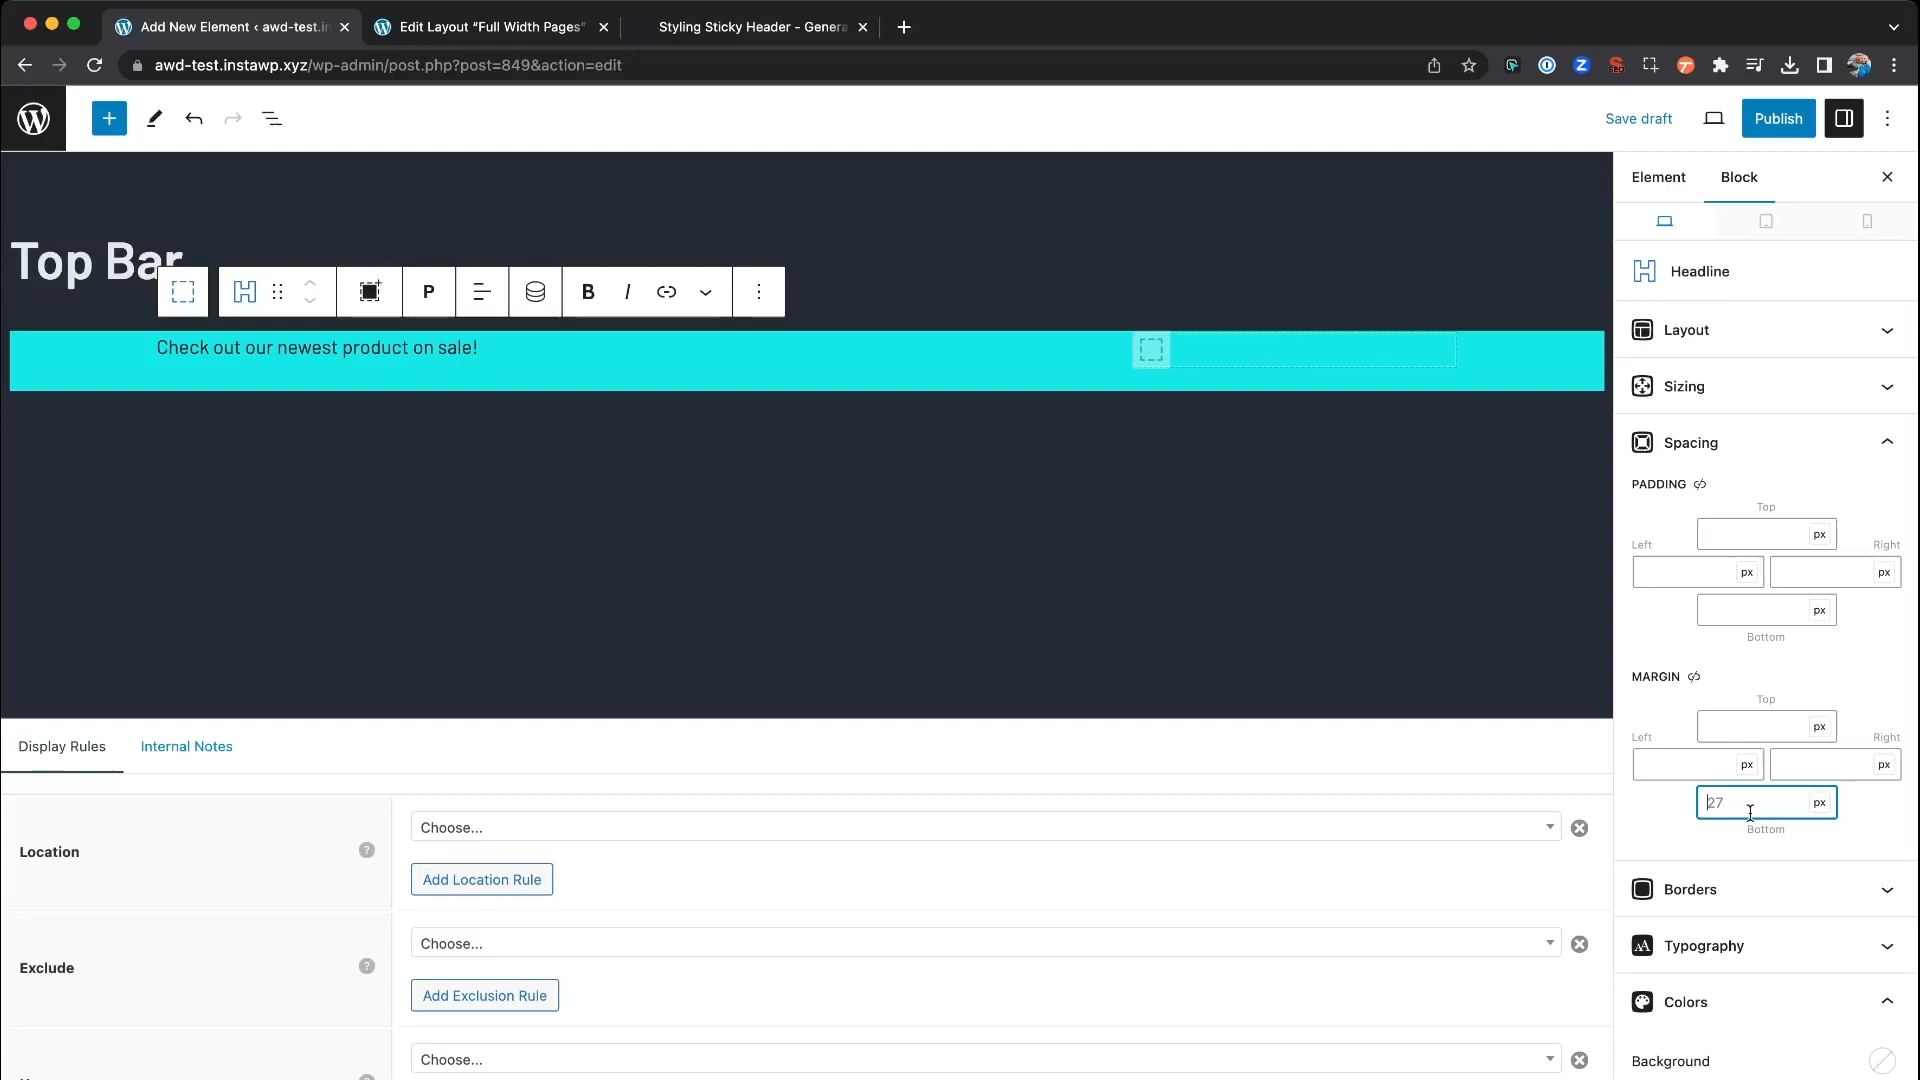 Add New Element ‹ awd-test.in
Edit Layout “Full Width Pages”
Styling Sticky Header - Genera
awd-test.instawp.xyz/wp-admin/post.php?post=849&action=edit
Save draft
Publish
Element
Block
Top Bar
P
B
I
Headline
Check out our newest product on sale!
Layout
Sizing
Spacing
PADDING
Top
px
Left
Right
px
px
px
Bottom
MARGIN
Top
px
Left
Right
px
px
27
px
Bottom
Display Rules
Internal Notes
Location
?
Choose...
Add Location Rule
Exclude
?
Choose...
Add Exclusion Rule
Choose...
Borders
Typography
Colors
Background